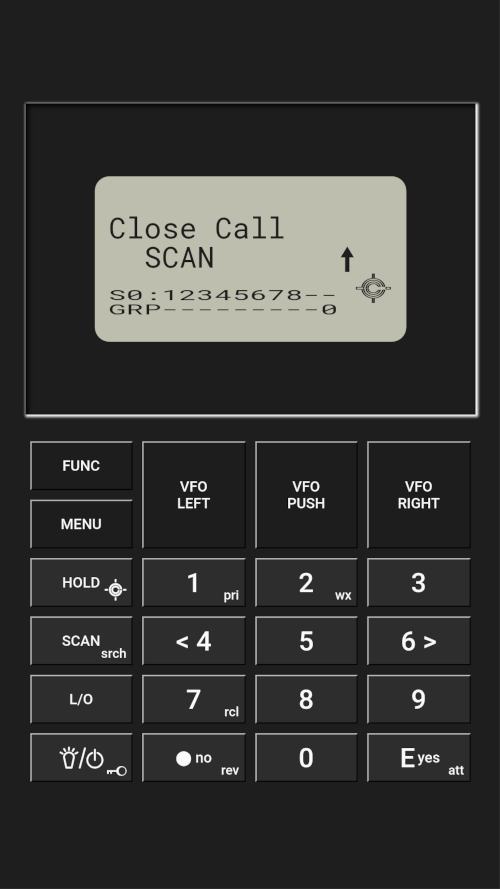 Close Call
SCAN
S0:12345678--
GRP---------0
FUNC
VFO
LEFT
VFO
PUSH
VFO
RIGHT
MENU
HOLD
1 pri
2 wx
3
SCAN srch
< 4
5
6 >
L/O
7 rcl
8
9
/
no rev
0
E yes att